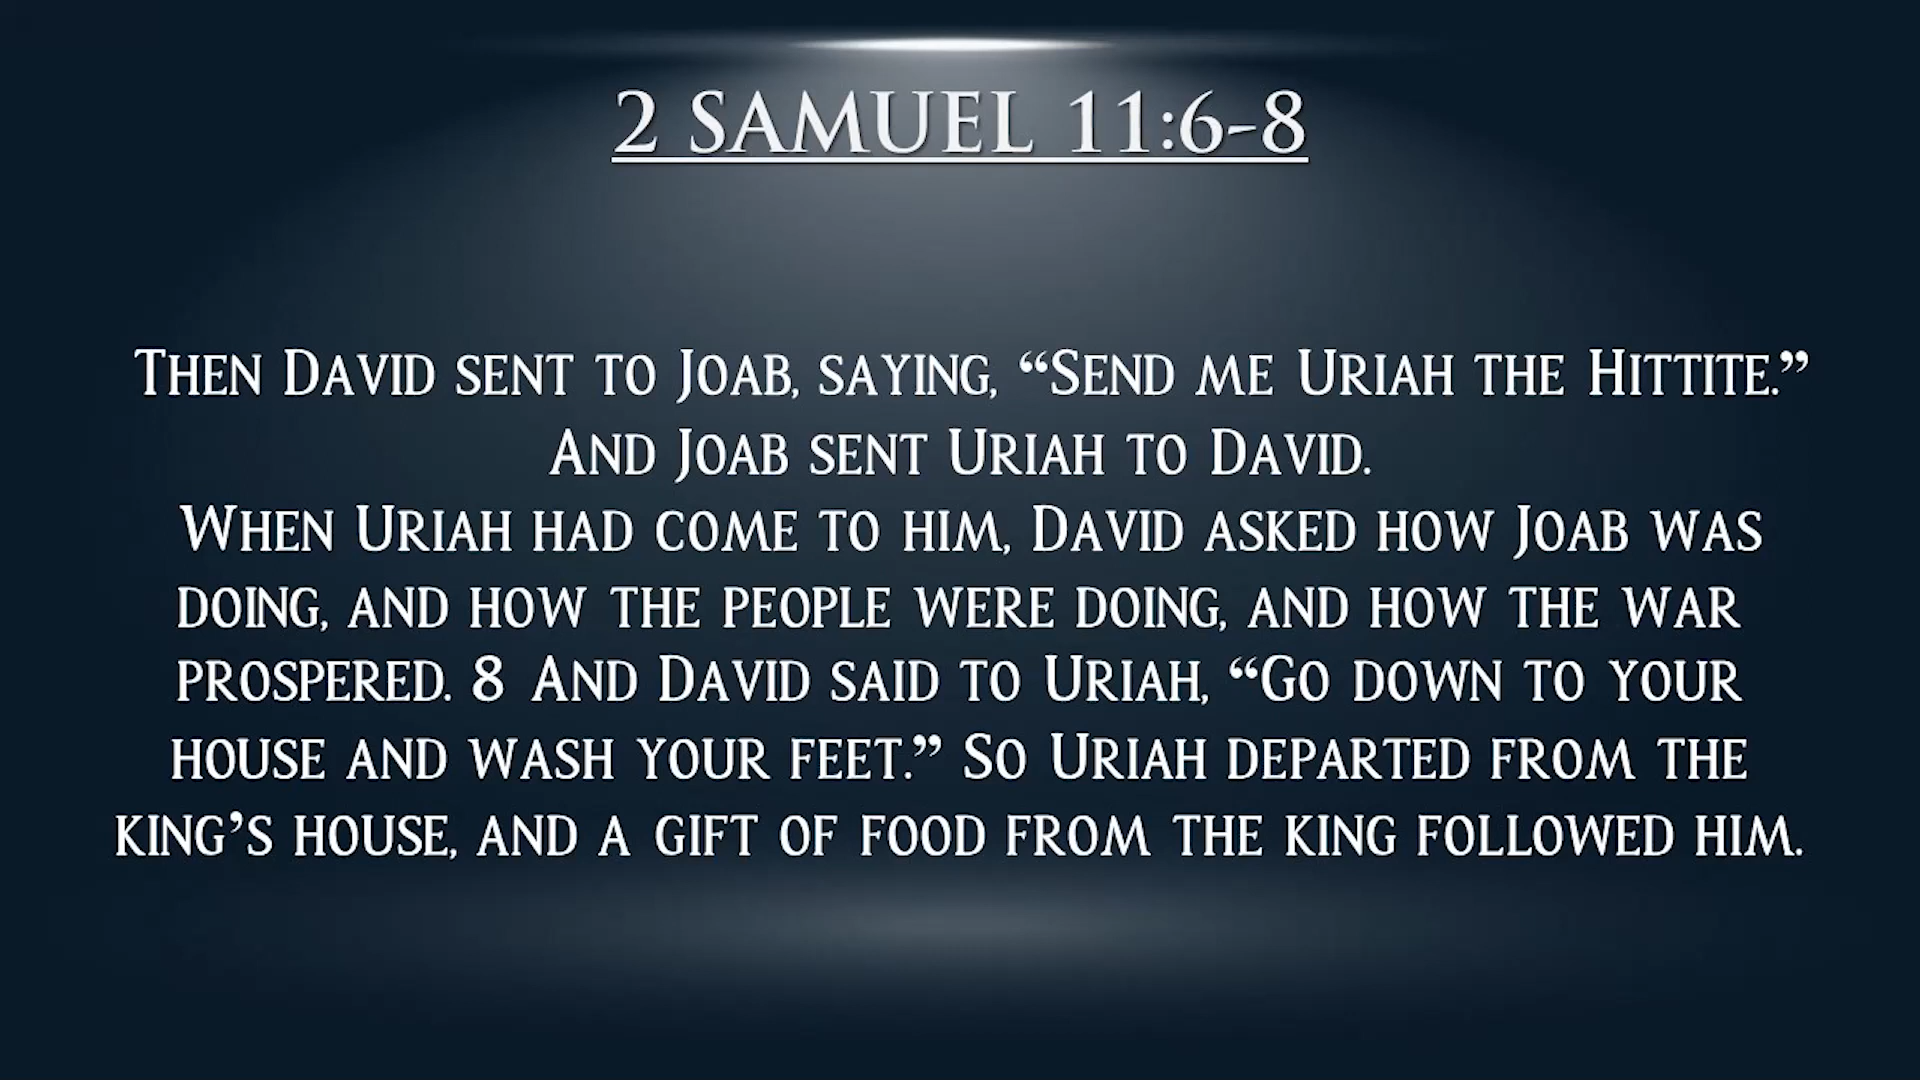 2 SAMUEL 11:6-8
THEN DAVID SENT TO JOAB, SAYING, “SEND ME URIAH THE HITTITE.”
AND JOAB SENT URIAH TO DAVID.
WHEN URIAH HAD COME TO HIM, DAVID ASKED HOW JOAB WAS
DOING, AND HOW THE PEOPLE WERE DOING, AND HOW THE WAR
PROSPERED. 8 AND DAVID SAID TO URIAH, “GO DOWN TO YOUR
HOUSE AND WASH YOUR FEET.” SO URIAH DEPARTED FROM THE
KING’S HOUSE, AND A GIFT OF FOOD FROM THE KING FOLLOWED HIM.